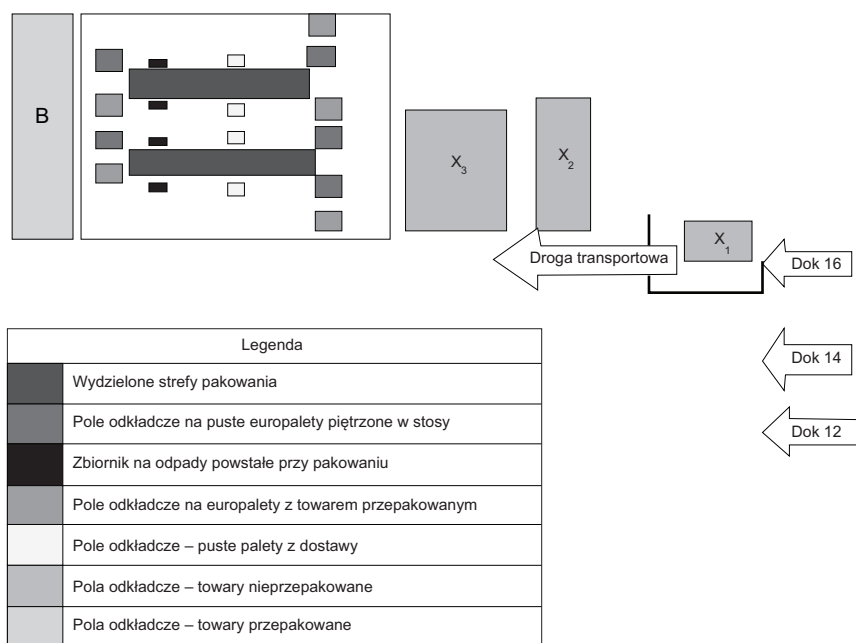 B
X3
X2
X1
Droga transportowa
Dok 16
Dok 14
Dok 12
Legenda
Wydzielone strefy pakowania
Pole odkładcze na puste europalety piętrzone w stosy
Zbiornik na odpady powstałe przy pakowaniu
Pole odkładcze na europalety z towarem przepakowanym
Pole odkładcze – puste palety z dostawy
Pola odkładcze – towary nieprzepakowane
Pola odkładcze – towary przepakowane